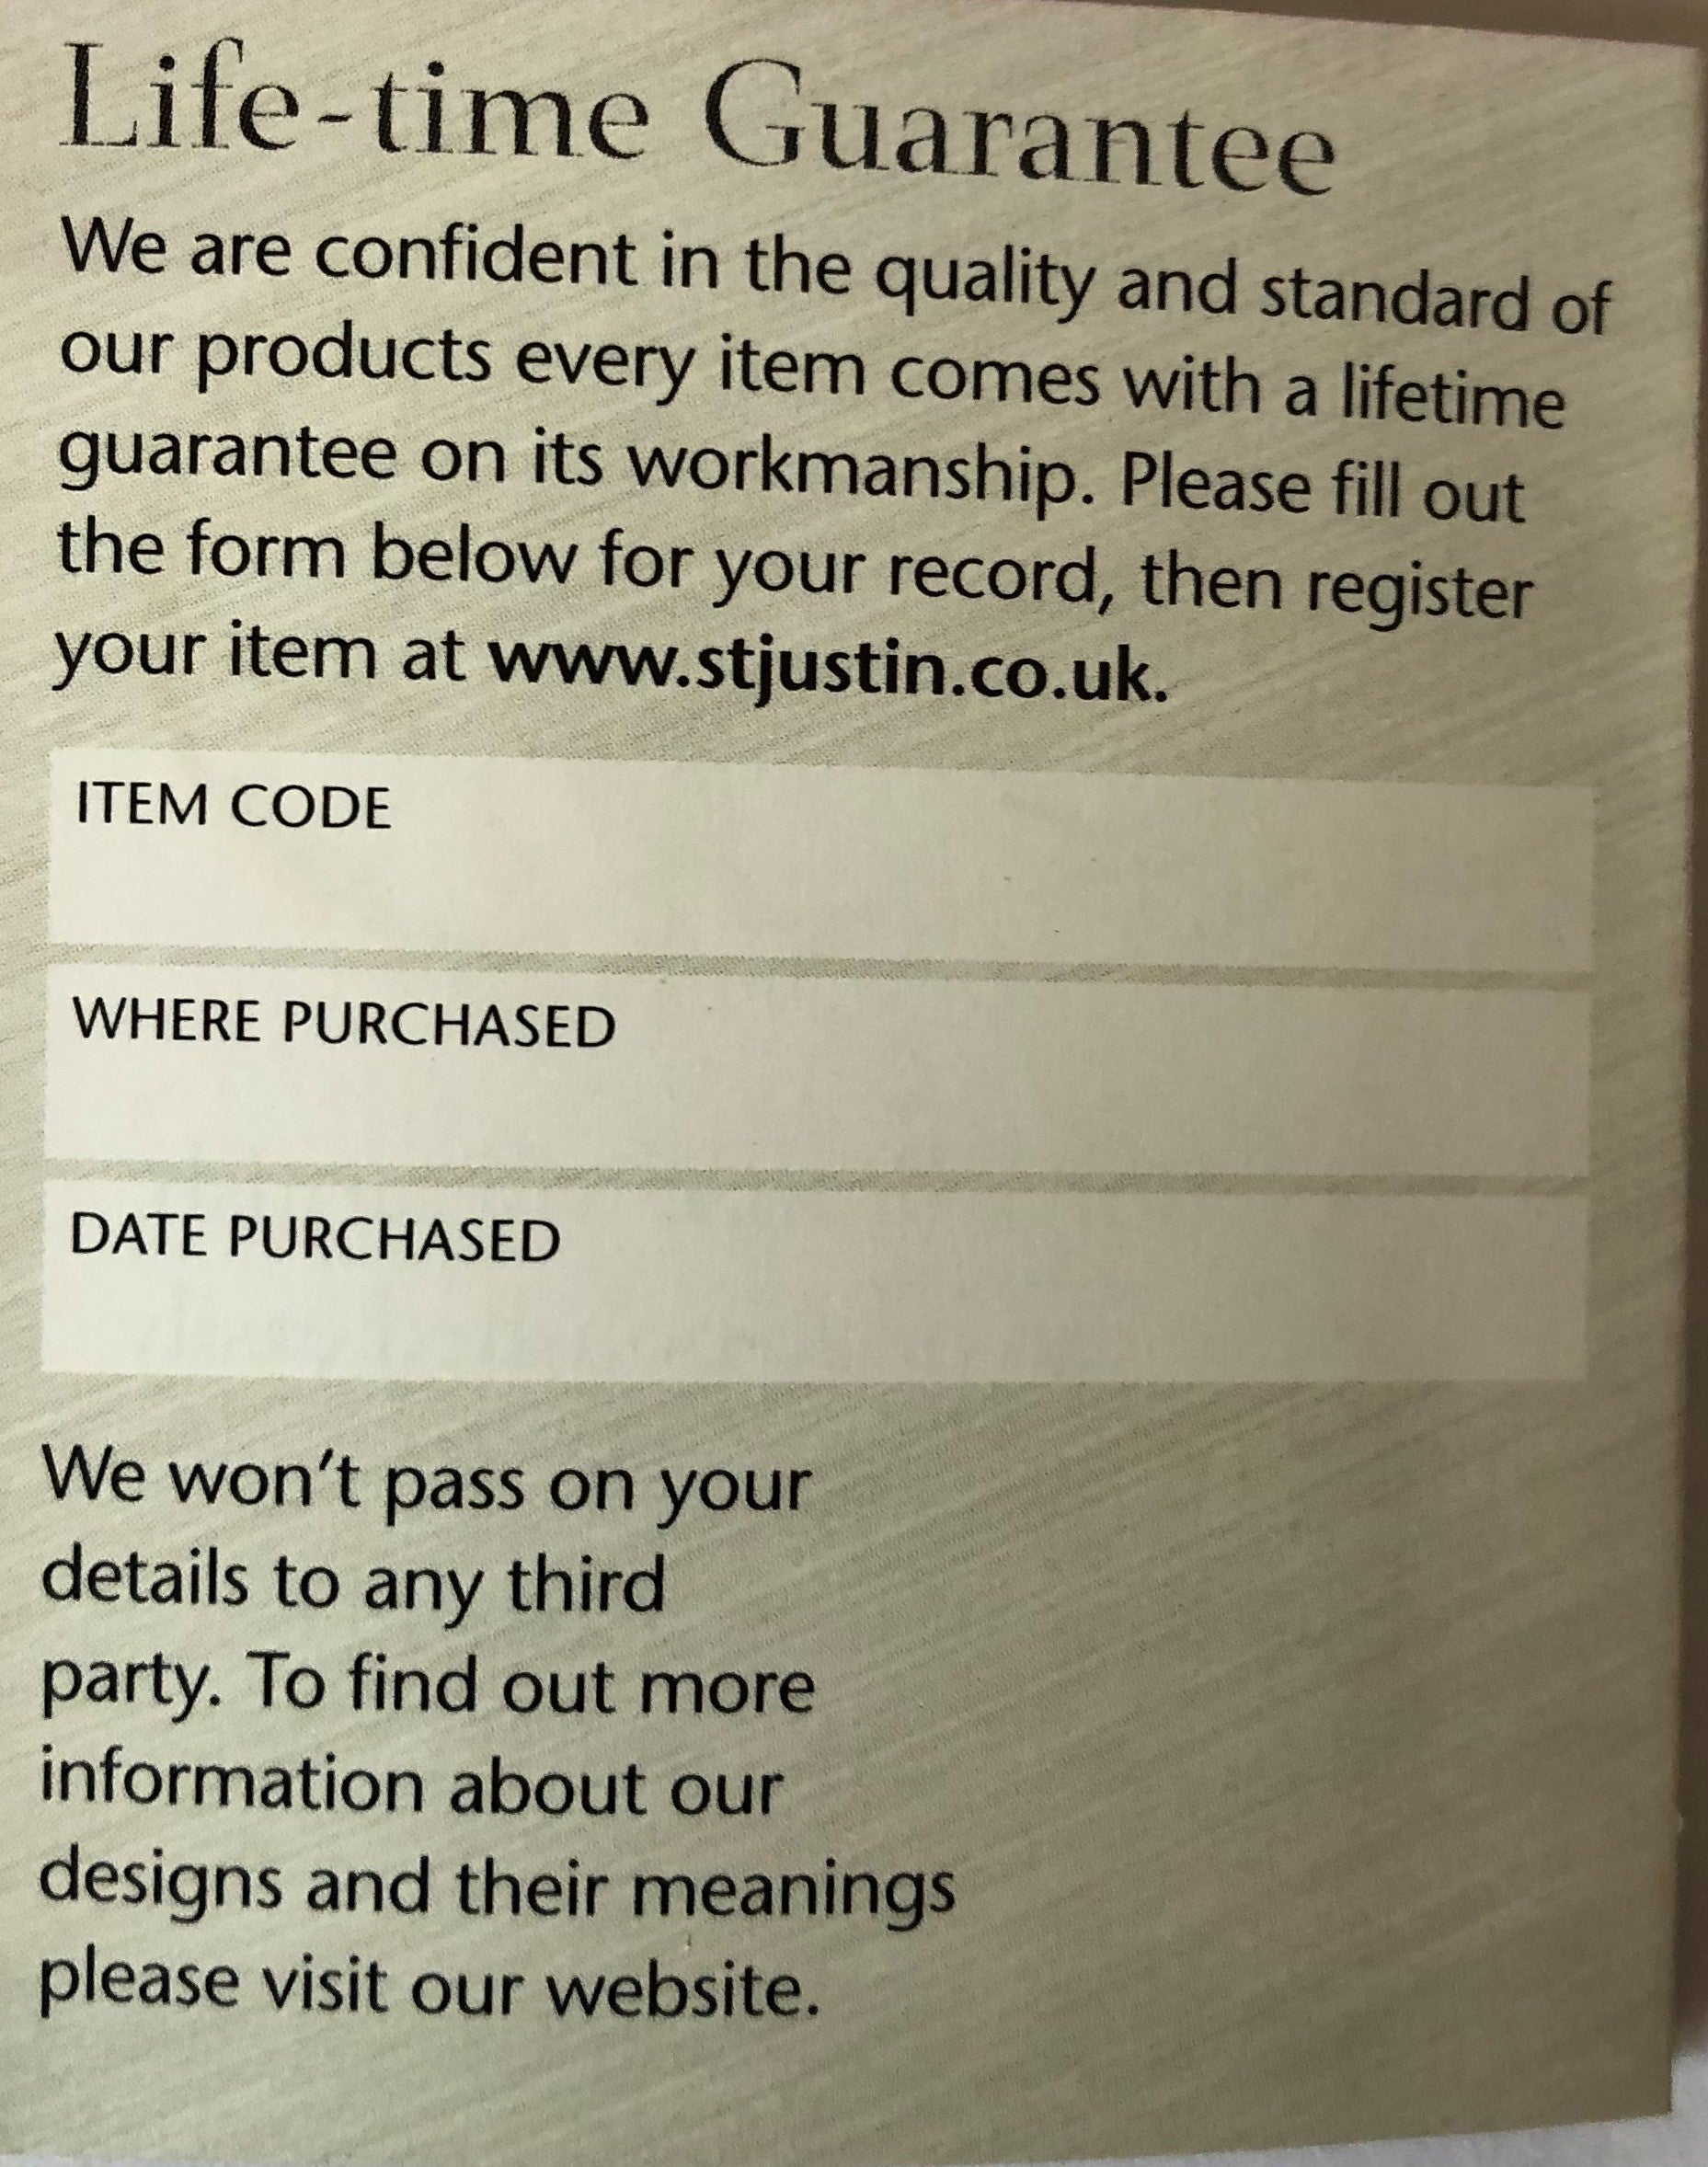 Life-time Guarantee
We are confident in the quality and standard of
our products every item comes with a lifetime
guarantee on its workmanship. Please fill out
the form below for your record, then register
your item at www.stjustin.co.uk.
ITEM CODE
WHERE PURCHASED
DATE PURCHASED
We won't pass on your
details to any third
party. To find out more
information about our
designs and their meanings
please visit our website.